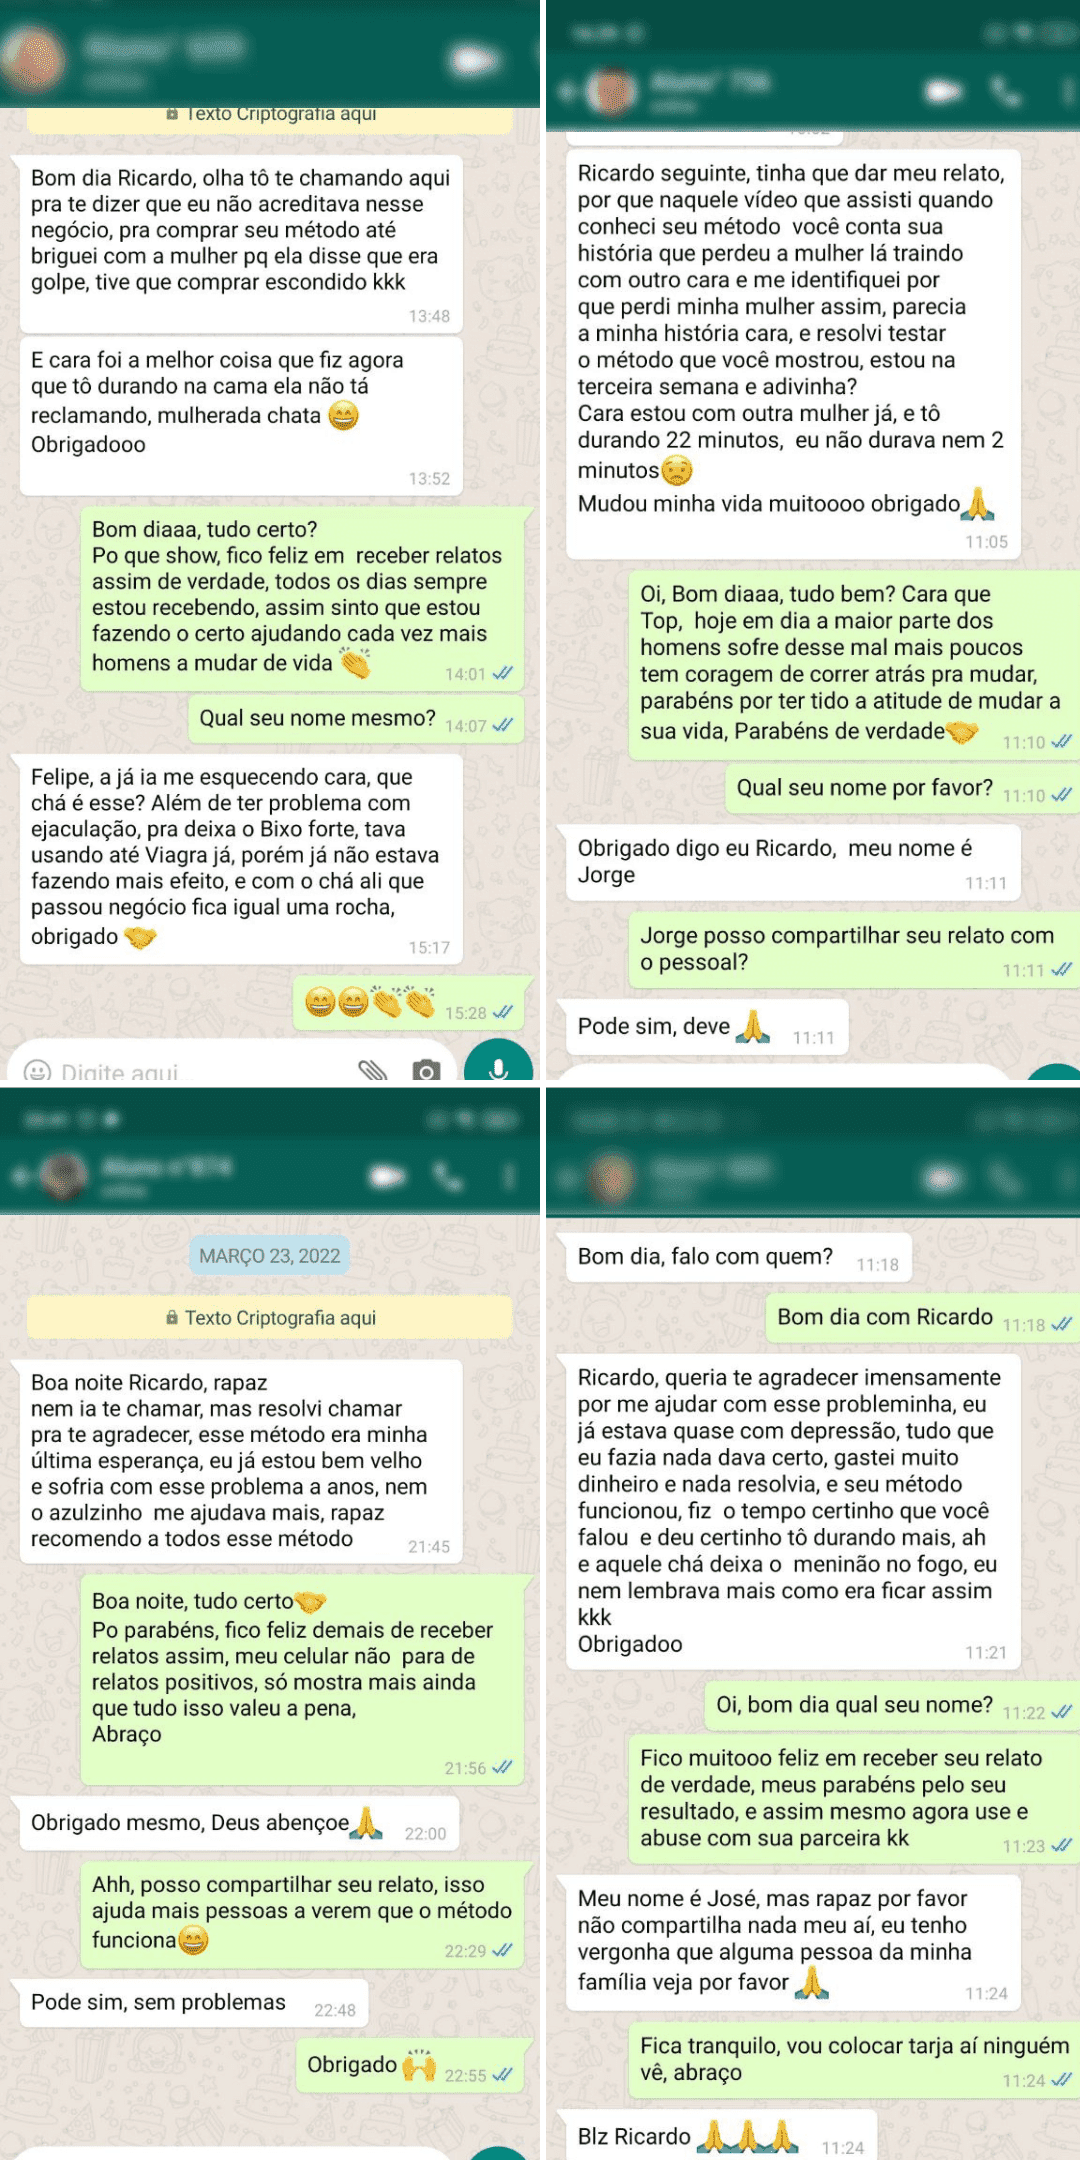 Texto Criptografia aqui
Bom dia Ricardo, olha tô te chamando aqui
pra te dizer que eu não acreditava nesse
negócio, pra comprar seu método até
briguei com a mulher pq ela disse que era
golpe, tive que comprar escondido kkk
13:48
E cara foi a melhor coisa que fiz agora
que tô durando na cama ela não tá
reclamando, mulherada chata 😄
Obrigadooo
13:52
Bom diaaa, tudo certo?
Po que show, fico feliz em  receber relatos
assim de verdade, todos os dias sempre
estou recebendo, assim sinto que estou
fazendo o certo ajudando cada vez mais
homens a mudar de vida 👏
14:01
Qual seu nome mesmo? 14:07
Felipe, a já ia me esquecendo cara, que
chá é esse? Além de ter problema com
ejaculação, pra deixa o Bixo forte, tava
usando até Viagra já, porém já não estava
fazendo mais efeito, e com o chá ali que
passou negócio fica igual uma rocha,
obrigado 🤝
15:17
😄😄👏👏 15:28
Digite aqui
Ricardo seguinte, tinha que dar meu relato,
por que naquele vídeo que assisti quando
conheci seu método  você conta sua
história que perdeu a mulher lá traindo
com outro cara e me identifiquei por
que perdi minha mulher assim, parecia
a minha história cara, e resolvi testar
o método que você mostrou, estou na
terceira semana e adivinha?
Cara estou com outra mulher já, e tô
durando 22 minutos,  eu não durava nem 2
minutos😟
Mudou minha vida muitoooo obrigado🙏
11:05
Oi, Bom diaaa, tudo bem? Cara que
Top,  hoje em dia a maior parte dos
homens sofre desse mal mais poucos
tem coragem de correr atrás pra mudar,
parabéns por ter tido a atitude de mudar a
sua vida, Parabéns de verdade🤝
11:10
Qual seu nome por favor? 11:10
Obrigado digo eu Ricardo,  meu nome é
Jorge
11:11
Jorge posso compartilhar seu relato com
o pessoal?
11:11
Pode sim, deve 🙏 11:11
MARÇO 23, 2022
Texto Criptografia aqui
Boa noite Ricardo, rapaz
nem ia te chamar, mas resolvi chamar
pra te agradecer, esse método era minha
última esperança, eu já estou bem velho
e sofria com esse problema a anos, nem
o azulzinho  me ajudava mais, rapaz
recomendo a todos esse método
21:45
Boa noite, tudo certo🤝
Po parabéns, fico feliz demais de receber
relatos assim, meu celular não  para de
relatos positivos, só mostra mais ainda
que tudo isso valeu a pena,
Abraço
21:56
Obrigado mesmo, Deus abençoe🙏 22:00
Ahh, posso compartilhar seu relato, isso
ajuda mais pessoas a verem que o método
funciona😄
22:29
Pode sim, sem problemas 22:48
Obrigado 🙌 22:55
Bom dia, falo com quem? 11:18
Bom dia com Ricardo 11:18
Ricardo, queria te agradecer imensamente
por me ajudar com esse probleminha, eu
já estava quase com depressão, tudo que
eu fazia nada dava certo, gastei muito
dinheiro e nada resolvia, e seu método
funcionou, fiz  o tempo certinho que você
falou  e deu certinho tô durando mais, ah
e aquele chá deixa o  meninão no fogo, eu
nem lembrava mais como era ficar assim
kkk
Obrigadoo
11:21
Oi, bom dia qual seu nome? 11:22
Fico muitooo feliz em receber seu relato
de verdade, meus parabéns pelo seu
resultado, e assim mesmo agora use e
abuse com sua parceira kk
11:23
Meu nome é José, mas rapaz por favor
não compartilha nada meu aí, eu tenho
vergonha que alguma pessoa da minha
família veja por favor 🙏
11:24
Fica tranquilo, vou colocar tarja aí ninguém
vê, abraço
11:24
Blz Ricardo 🙏🙏🙏 11:24